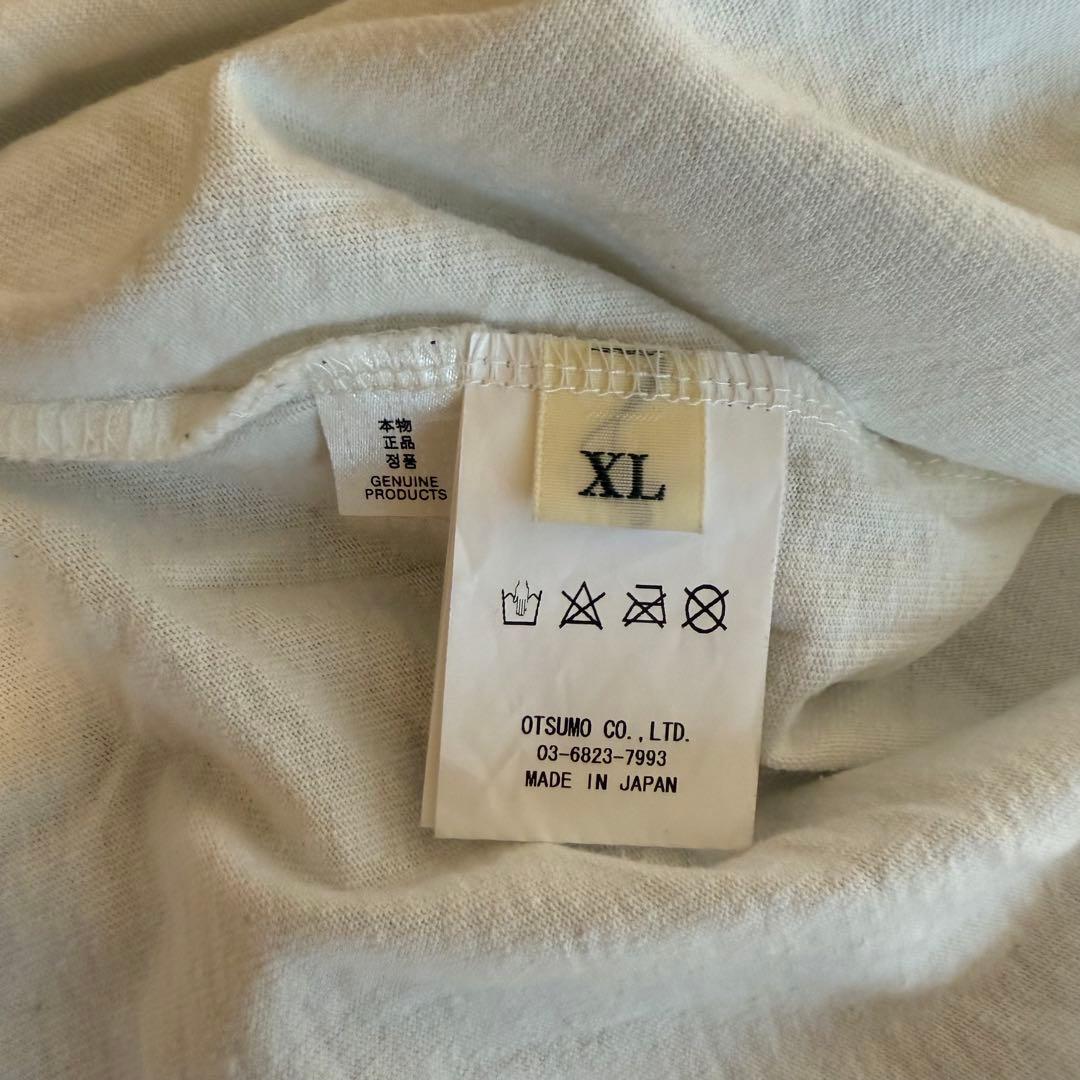 本物
正品
정품
GENUINE
PRODUCTS
XL
OTSUMO CO.,LTD.
03-6823-7993
MADE IN JAPAN